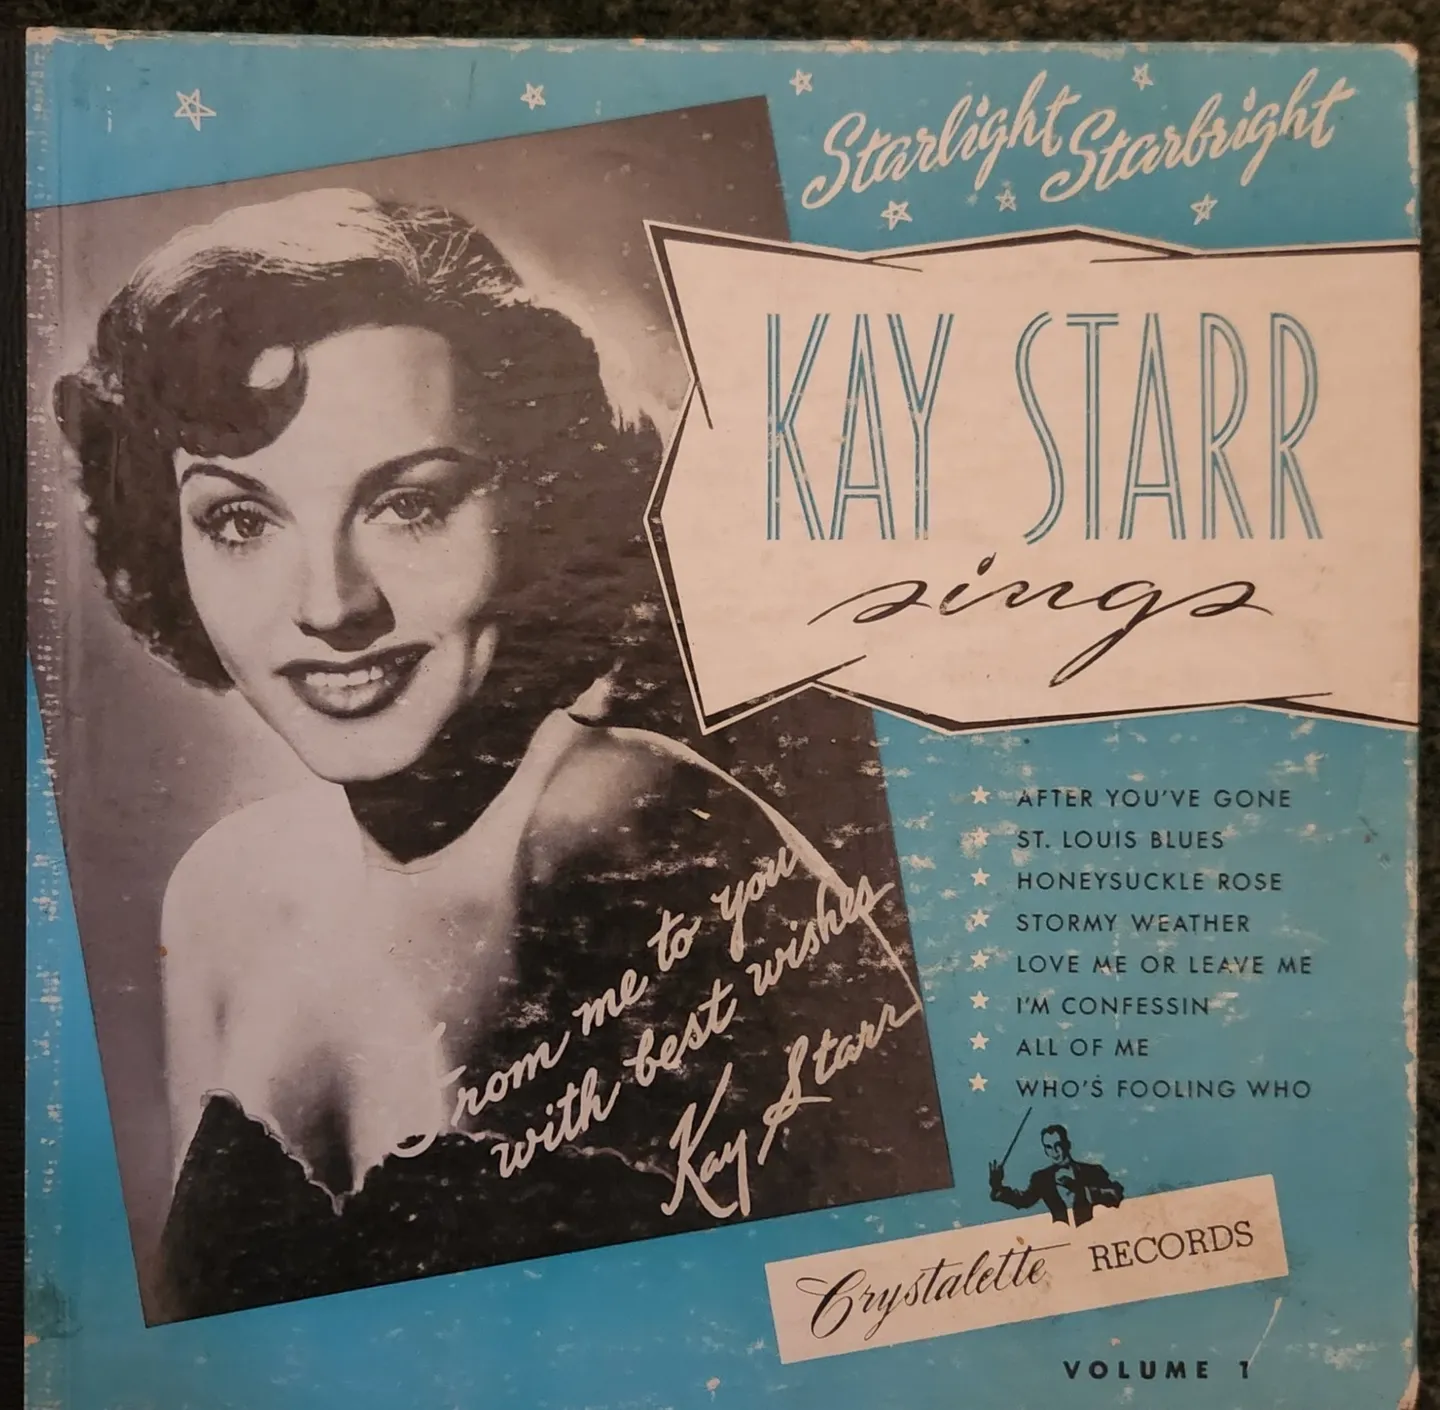 Starlight Starbright
KAY STARR
sings
AFTER YOU'VE GONE
ST. LOUIS BLUES
HONEYSUCKLE ROSE
STORMY WEATHER
LOVE ME OR LEAVE ME
I'M CONFESSIN
ALL OF ME
WHO'S FOOLING WHO
From me to you
with best wishes
Kay Starr
Crystalette RECORDS
VOLUME 1